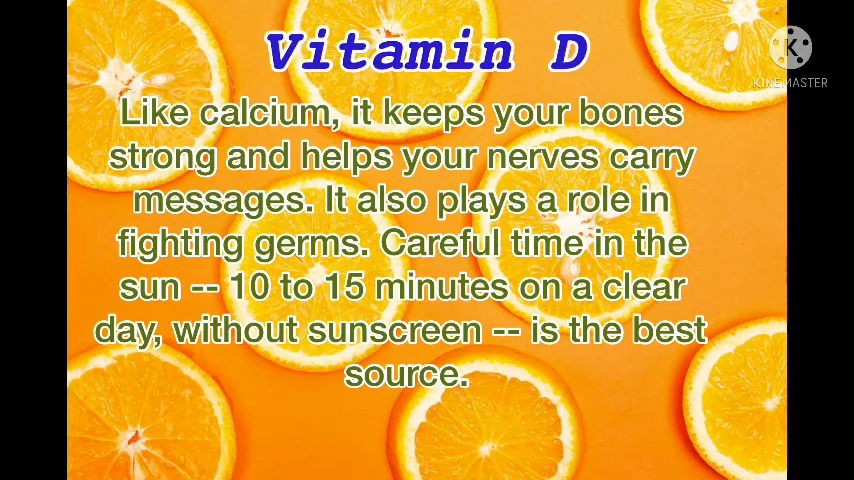 Vitamin D
K
KINEMASTER
Like calcium, it keeps your bones
strong and helps your nerves carry
messages. It also plays a role in
fighting germs. Careful time in the
sun -- 10 to 15 minutes on a clear
day, without sunscreen -- is the best
source.